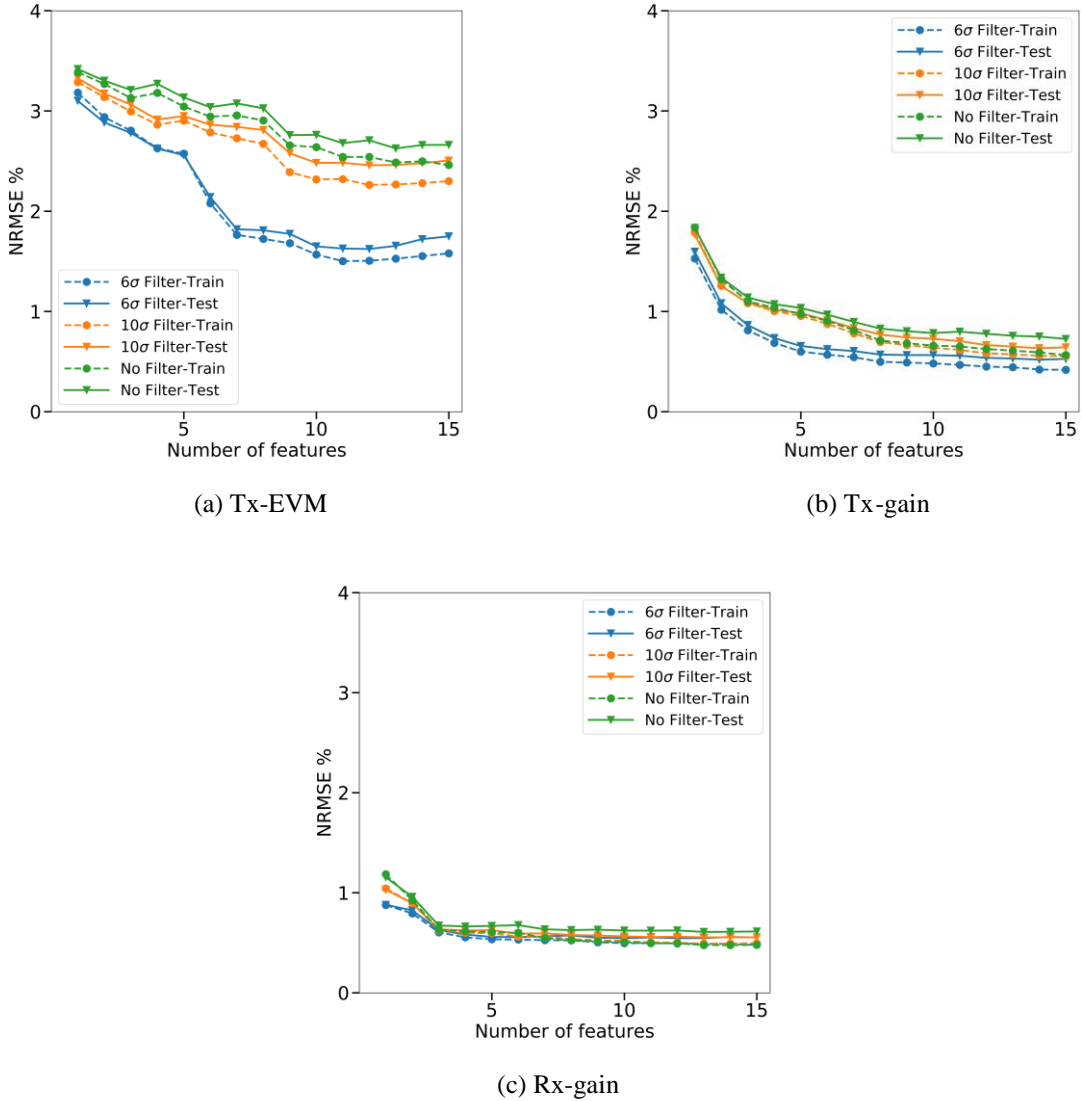 4
3
2
1
0
NRMSE %
6σ Filter-Train
6σ Filter-Test
10σ Filter-Train
10σ Filter-Test
No Filter-Train
No Filter-Test
5
10
15
Number of features
(a) Tx-EVM
4
3
2
1
0
NRMSE %
6σ Filter-Train
6σ Filter-Test
10σ Filter-Train
10σ Filter-Test
No Filter-Train
No Filter-Test
5
10
15
Number of features
(b) Tx-gain
4
3
2
1
0
NRMSE %
6σ Filter-Train
6σ Filter-Test
10σ Filter-Train
10σ Filter-Test
No Filter-Train
No Filter-Test
5
10
15
Number of features
(c) Rx-gain